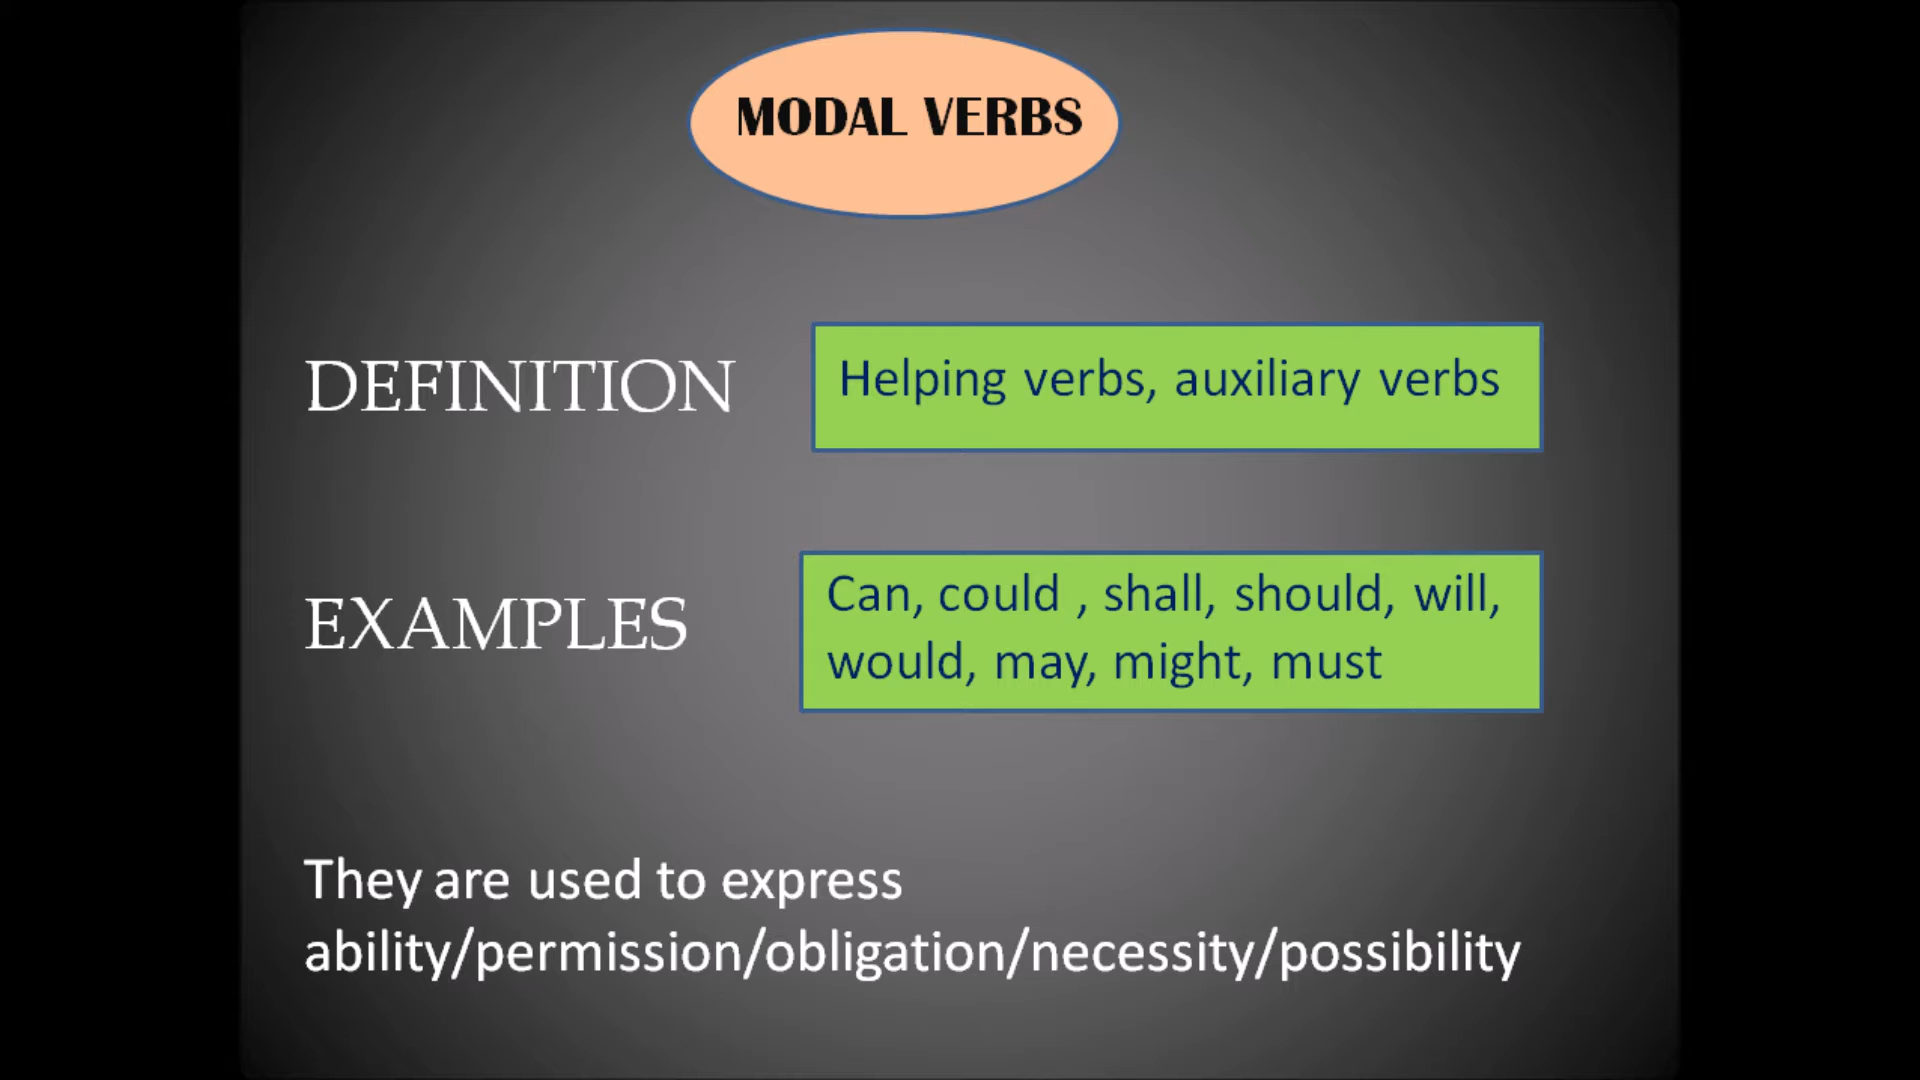 MODAL VERBS
DEFINITION
Helping verbs, auxiliary verbs
EXAMPLES
Can, could , shall, should, will,
would, may, might, must
They are used to express
ability/permission/obligation/necessity/possibility